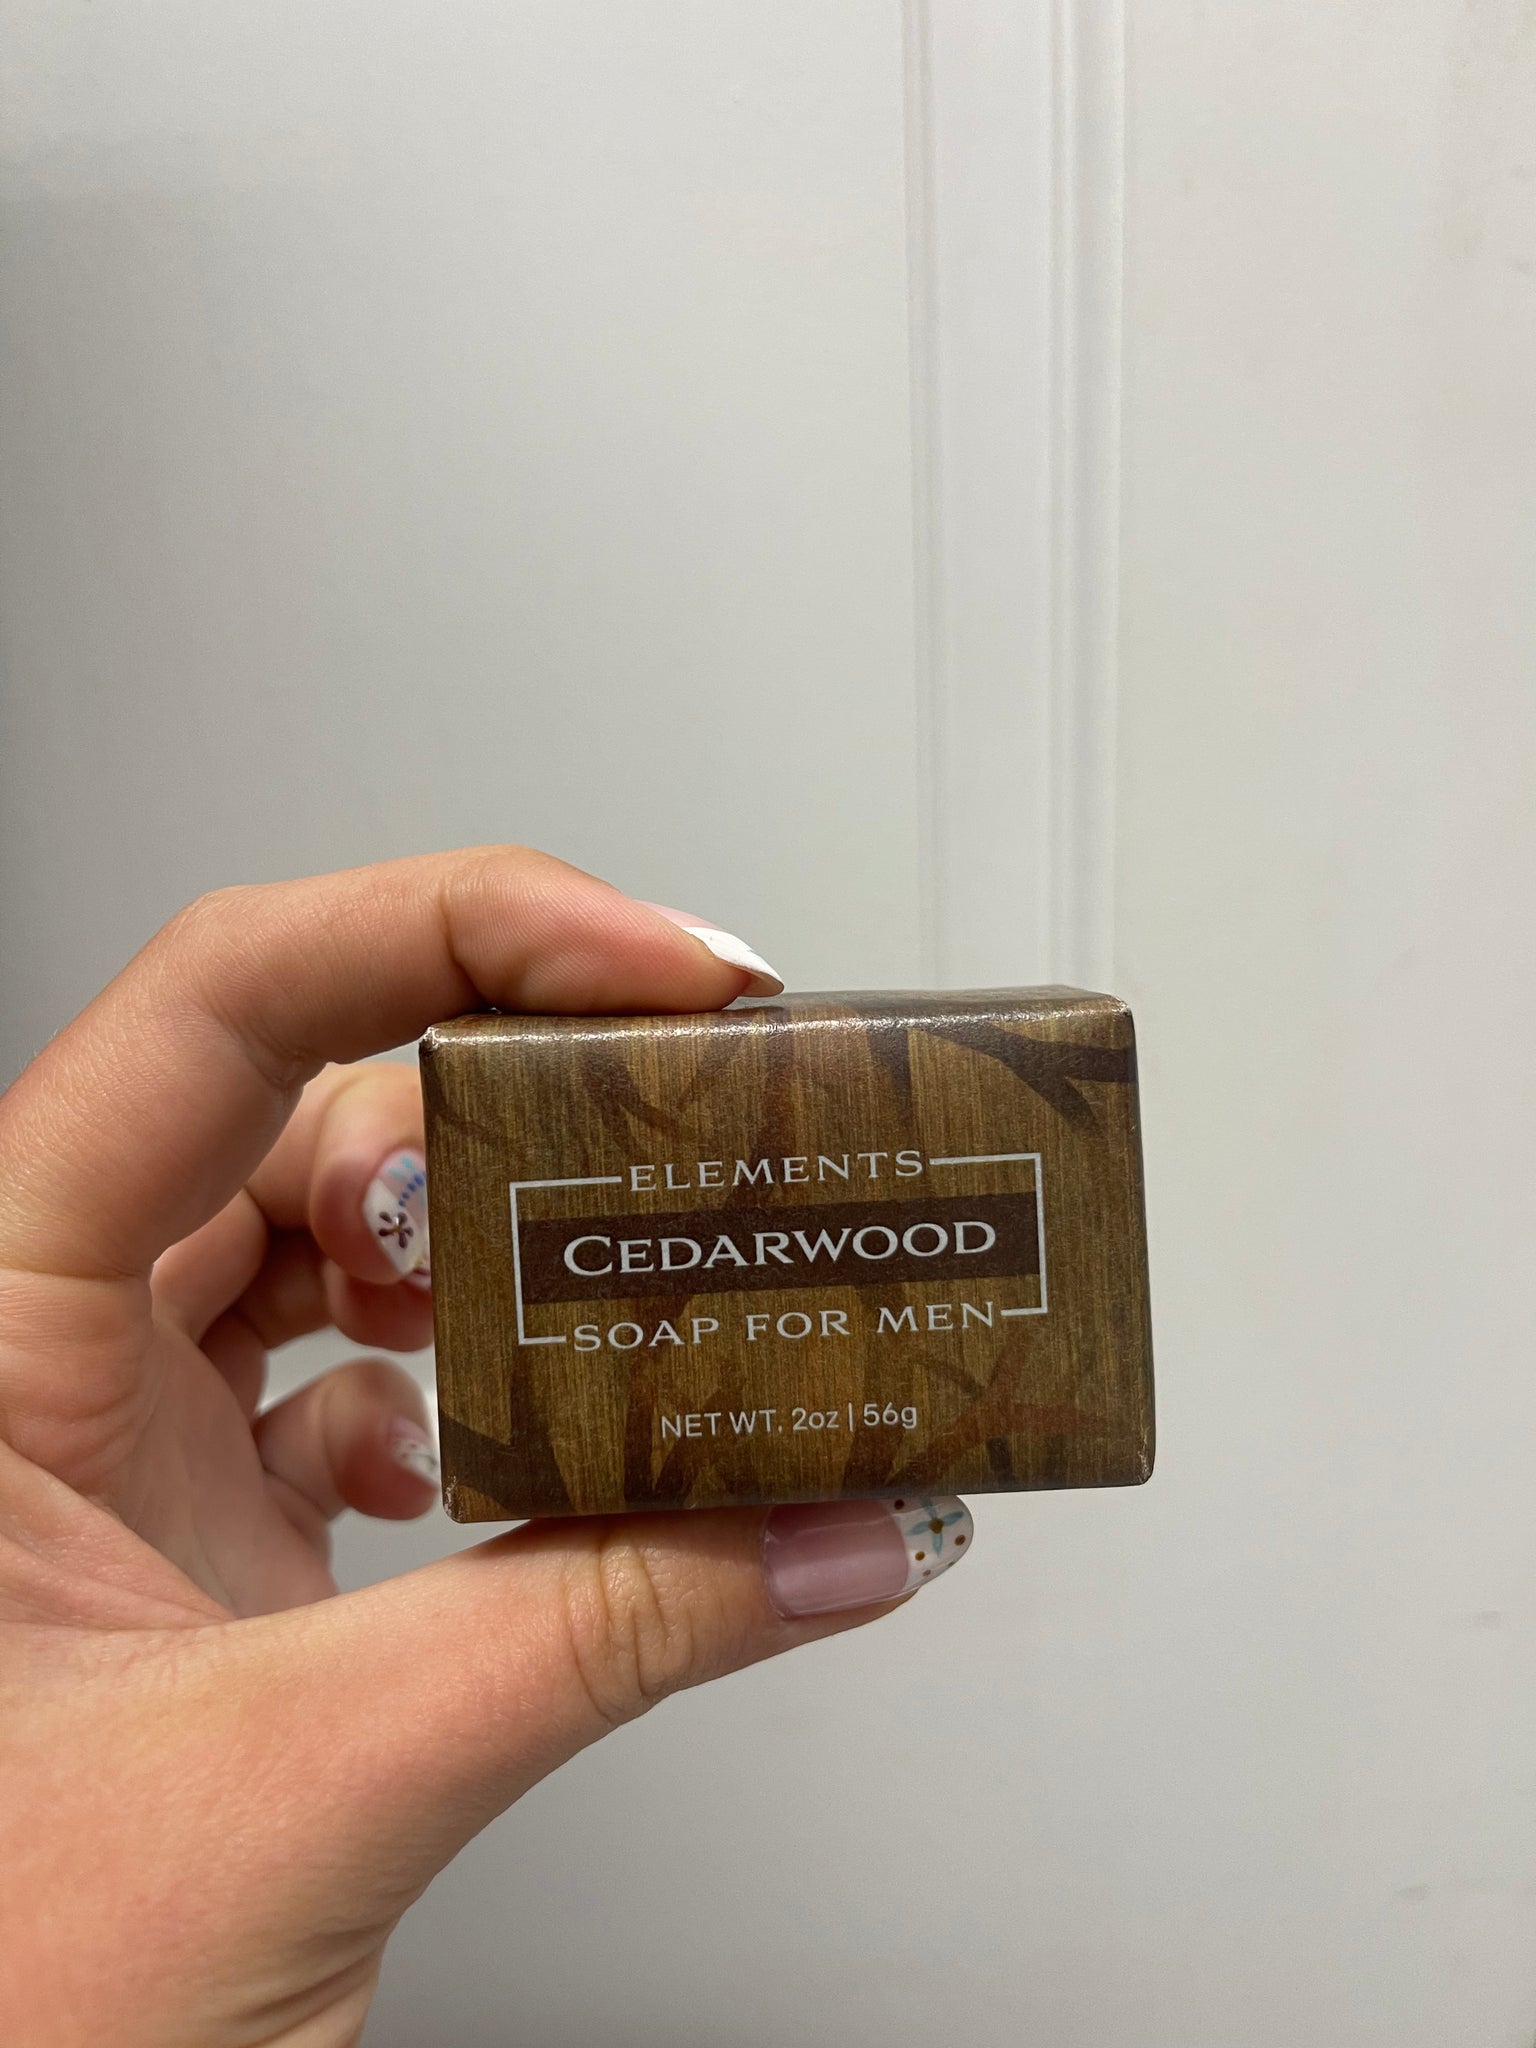 ELEMENTS
CEDARWOOD
SOAP FOR MEN
NET WT. 2oz | 56g